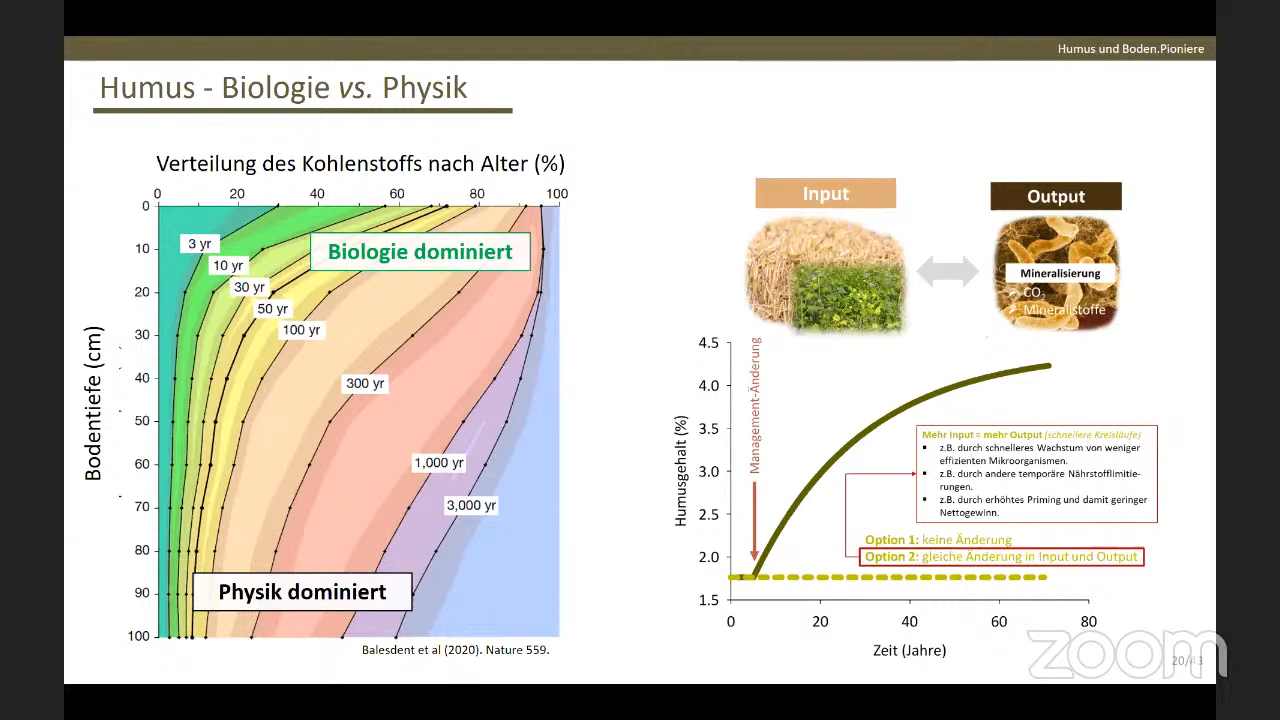 Humus und Boden.Pioniere
Humus - Biologie vs. Physik
Verteilung des Kohlenstoffs nach Alter (%)
0 20 40 60 80 100
Bodentiefe (cm)
0
10
20
30
40
50
60
70
80
90
100
3 yr
10 yr
30 yr
50 yr
100 yr
300 yr
1,000 yr
3,000 yr
Biologie dominiert
Physik dominiert
Balesdent et al (2020). Nature 559.
Input
Output
Mineralisierung
CO2
Mineralstoffe
Humusgehalt (%)
4.5
4.0
3.5
3.0
2.5
2.0
1.5
Management-Änderung
Mehr Input = mehr Output (schnellere Kreisläufe)
▪ z.B. durch schnelleres Wachstum von weniger
effizienten Mikroorganismen.
▪ z.B. durch andere temporäre Nährstofflimitie-
rungen.
▪ z.B. durch erhöhtes Priming und damit geringer
Nettogewinn.
Option 1: keine Änderung
Option 2: gleiche Änderung in Input und Output
0 20 40 60 80
Zeit (Jahre)
zoom
20/43